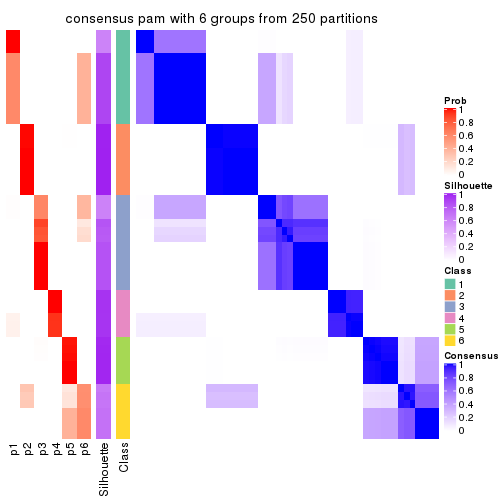 consensus pam with 6 groups from 250 partitions
Prob
1
0.8
0.6
0.4
0.2
0
Silhouette
1
0.8
0.6
0.4
0.2
0
Class
1
2
3
4
5
6
Consensus
1
0.8
0.6
0.4
0.2
0
p1
p2
p3
p4
p5
p6
Silhouette
Class